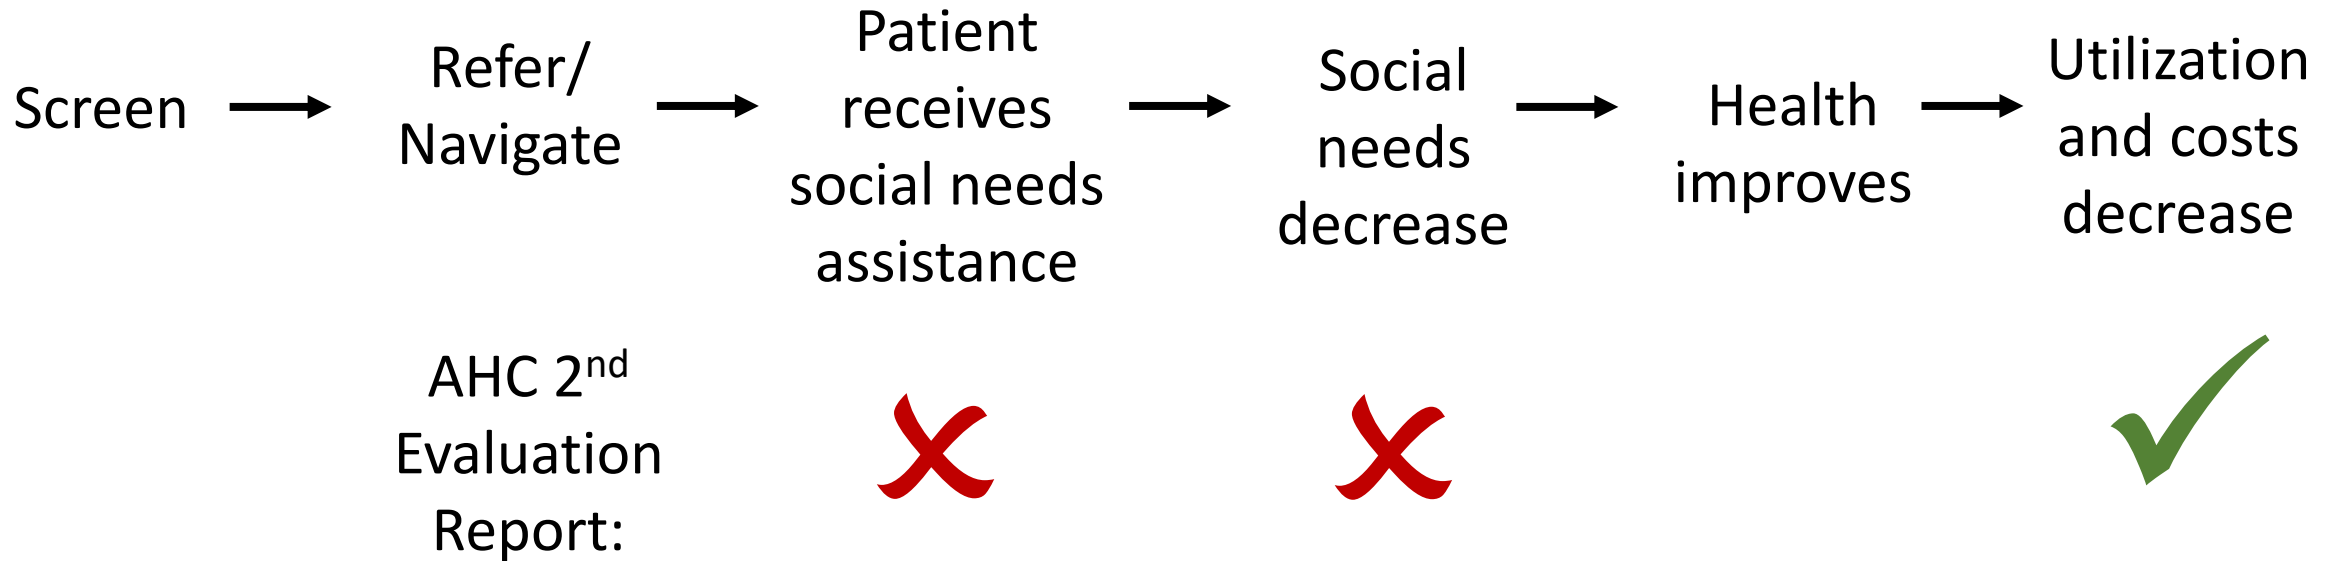 Screen
Refer/
Navigate
Patient
receives
social needs
assistance
Social
needs
decrease
Health
improves
Utilization
and costs
decrease
AHC 2nd
Evaluation
Report: